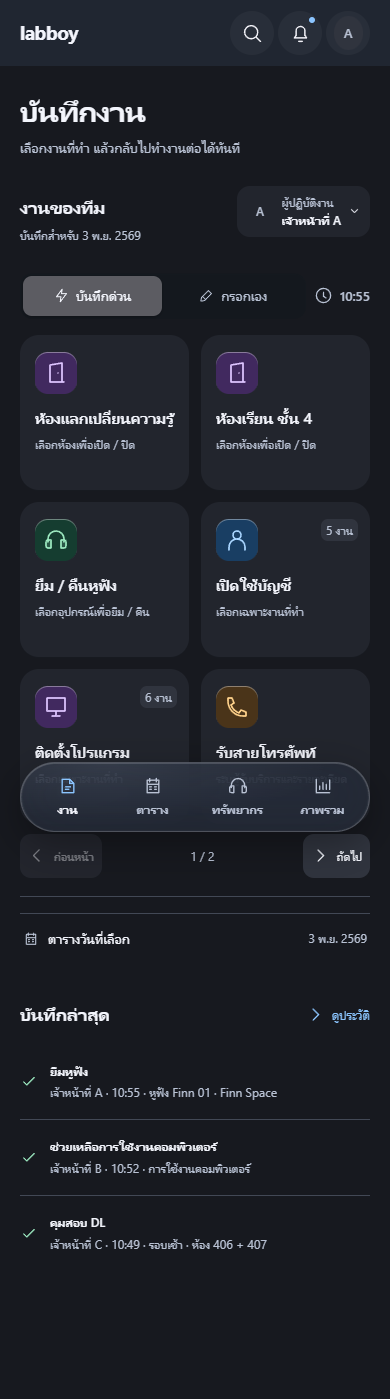 labboy
A
บันทึกงาน
เลือกงานที่ทำ แล้วกลับไปทำงานต่อได้ทันที
งานของทีม
บันทึกสำหรับ 3 พ.ย. 2569
A
ผู้ปฏิบัติงาน
เจ้าหน้าที่ A
บันทึกด่วน
กรอกเอง
10:55
ห้องแลกเปลี่ยนความรู้
เลือกห้องเพื่อเปิด / ปิด
ห้องเรียน ชั้น 4
เลือกห้องเพื่อเปิด / ปิด
ยืม / คืนหูฟัง
เลือกอุปกรณ์เพื่อยืม / คืน
5 งาน
เปิดใช้บัญชี
เลือกเฉพาะงานที่ทำ
6 งาน
ติดตั้งโปรแกรม
รับสายโทรศัพท์
งาน
ตาราง
ทรัพยากร
ภาพรวม
ก่อนหน้า
1 / 2
ถัดไป
ตารางวันที่เลือก
3 พ.ย. 2569
บันทึกล่าสุด
ดูประวัติ
ยืมหูฟัง
เจ้าหน้าที่ A · 10:55 · หูฟัง Finn 01 · Finn Space
ช่วยเหลือการใช้งานคอมพิวเตอร์
เจ้าหน้าที่ B · 10:52 · การใช้งานคอมพิวเตอร์
คุมสอบ DL
เจ้าหน้าที่ C · 10:49 · รอบเช้า · ห้อง 406 + 407